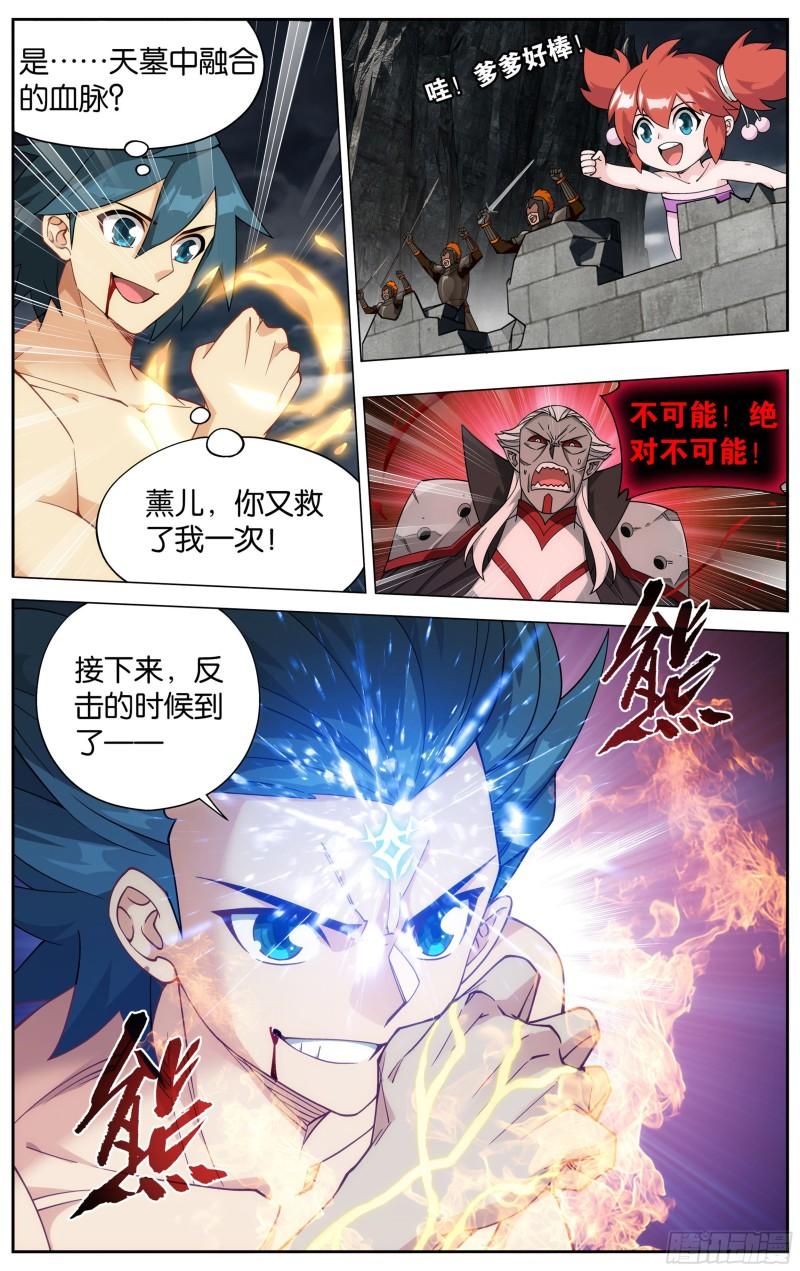 是……天墓中融合
的血脉？
哇！爹爹好棒！
薰儿，你又救
了我一次！
不可能！绝
对不可能！
接下来，反
击的时候到
了——
熊
熊
腾讯动漫